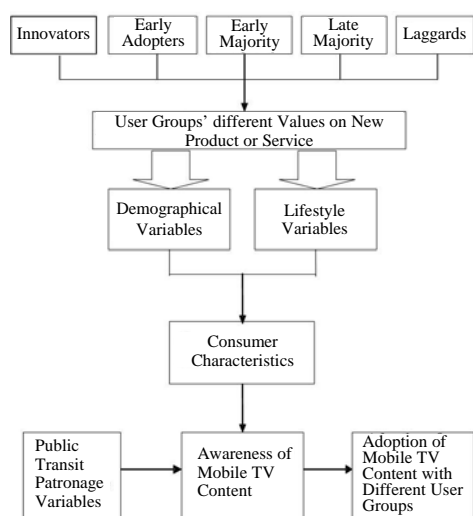 Innovators
Early
Adopters
Early
Majority
Late
Majority
Laggards
User Groups' different Values on New
Product or Service
Demographical
Variables
Lifestyle
Variables
Consumer
Characteristics
Public
Transit
Patronage
Variables
Awareness of
Mobile TV
Content
Adoption of
Mobile TV
Content with
Different User
Groups